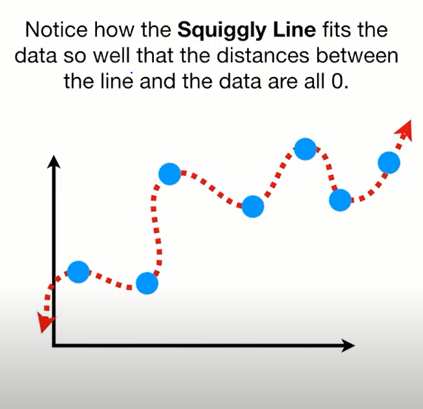 Notice how the Squiggly Line fits the
data so well that the distances between
the line and the data are all 0.